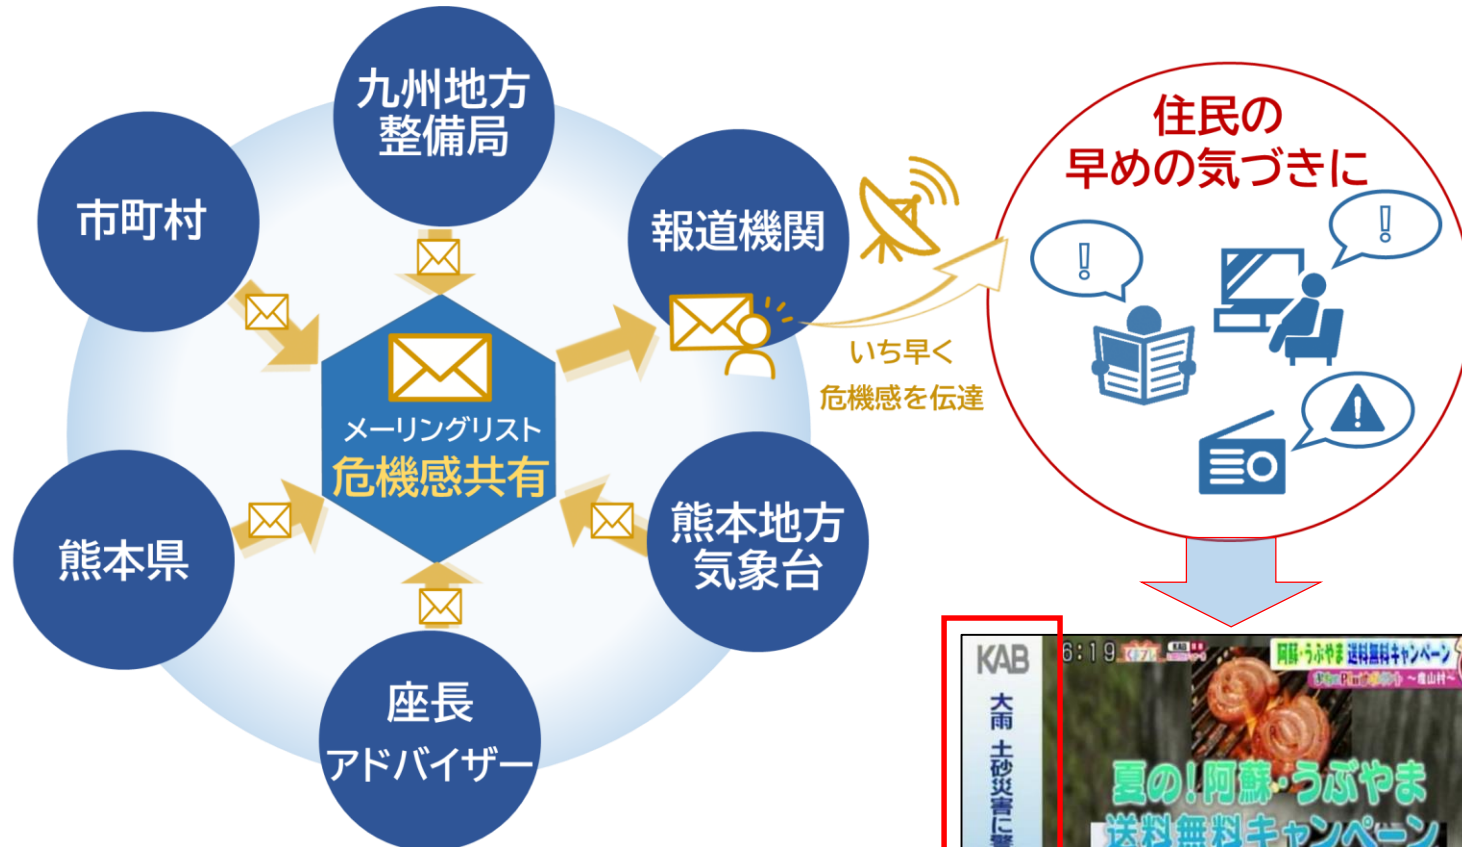 九州地方
整備局
市町村
報道機関
メーリングリスト
危機感共有
熊本県
熊本地方
気象台
座長
アドバイザー
いち早く
危機感を伝達
住民の
早めの気づきに
!
!
!
KAB
大雨 土砂災害に警
6:19
阿蘇・うぶやま 送料無料キャンペーン
夏の!阿蘇・うぶやま
送料無料キャンペーン